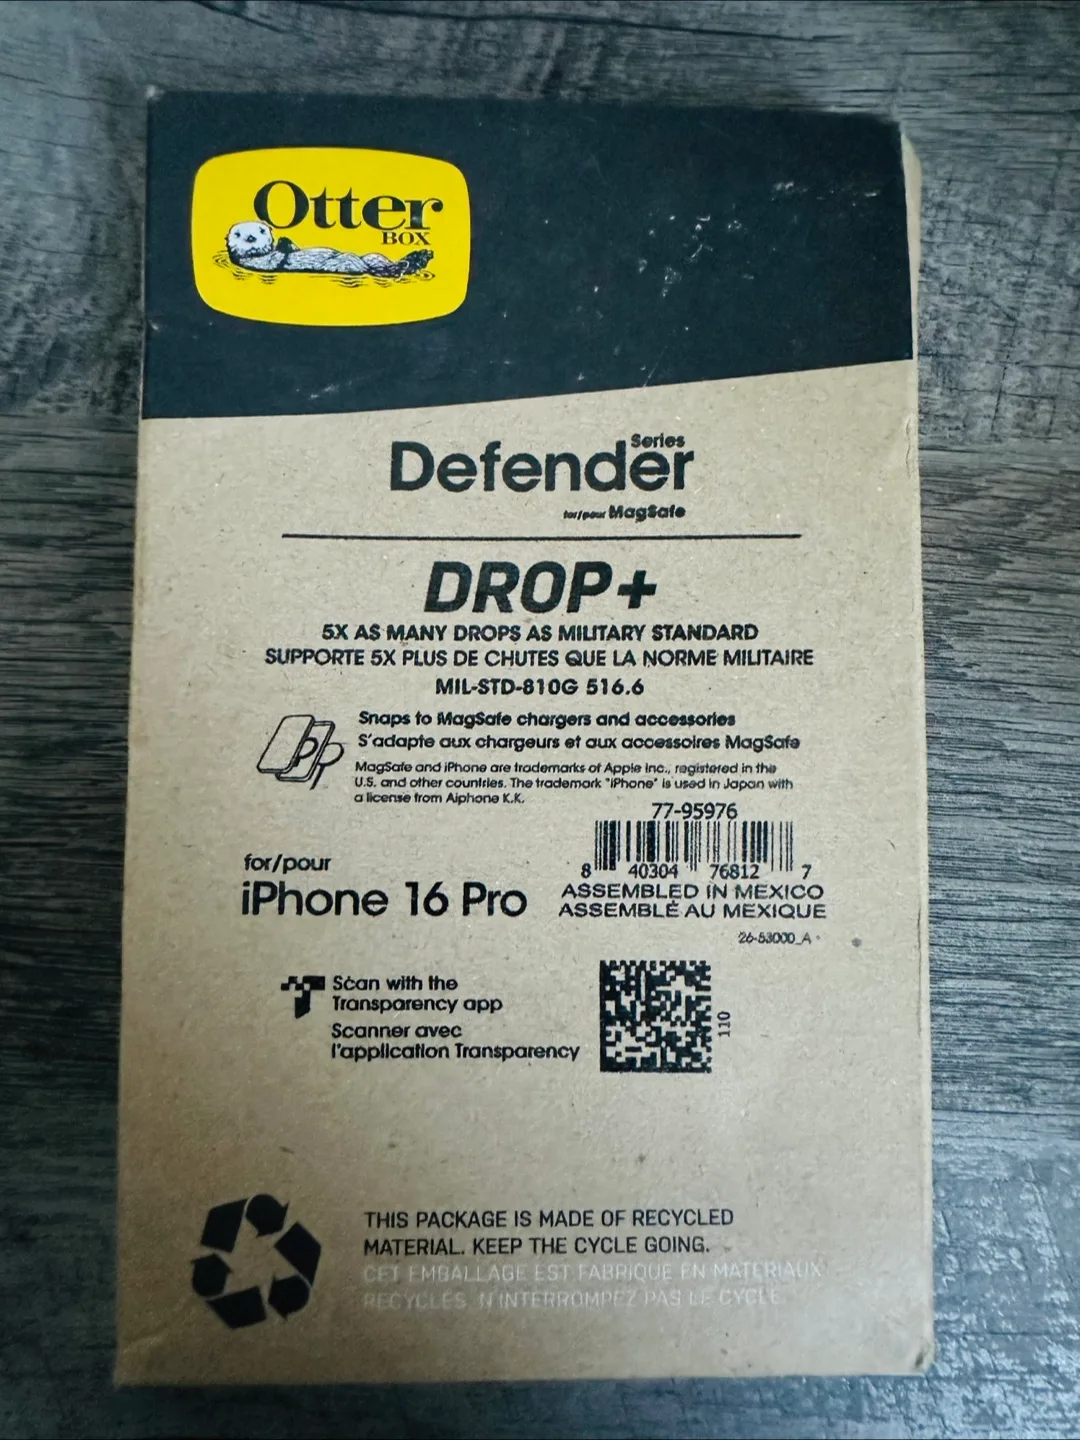 Otter
BOX
Defender Series
for/pour MagSafe
DROP+
5X AS MANY DROPS AS MILITARY STANDARD
SUPPORTE 5X PLUS DE CHUTES QUE LA NORME MILITAIRE
MIL-STD-810G 516.6
Snaps to MagSafe chargers and accessories
S'adapte aux chargeurs et aux accessoires MagSafe
MagSafe and iPhone are trademarks of Apple Inc., registered in the
U.S. and other countries. The trademark "iPhone" is used in Japan with
a license from Aiphone K.K.
77-95976
8 40304 76812 7
ASSEMBLED IN MEXICO
ASSEMBLÉ AU MEXIQUE
26-53000_A
for/pour
iPhone 16 Pro
Scan with the
Transparency app
Scanner avec
l'application Transparency
110
THIS PACKAGE IS MADE OF RECYCLED
MATERIAL. KEEP THE CYCLE GOING.
CET EMBALLAGE EST FABRIQUÉ EN MATERIAUX
RECYCLÉS. N'INTERROMPEZ PAS LE CYCLE.